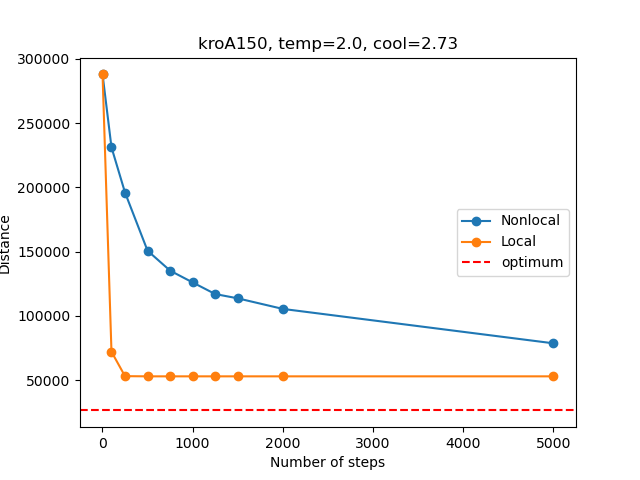 kroA150, temp=2.0, cool=2.73
300000
250000
200000
150000
100000
50000
Distance
Nonlocal
Local
optimum
0
1000
2000
3000
4000
5000
Number of steps